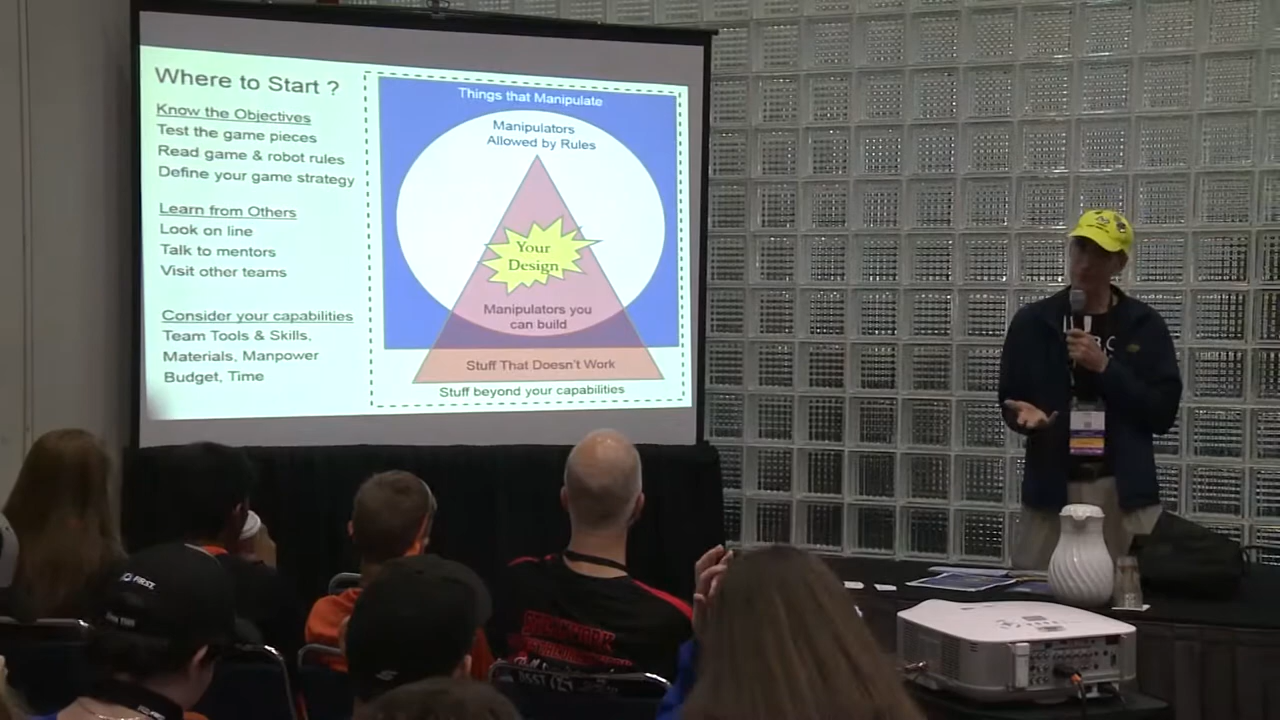 Where to Start ?
Know the Objectives
Test the game pieces
Read game & robot rules
Define your game strategy
Learn from Others
Look on line
Talk to mentors
Visit other teams
Consider your capabilities
Team Tools & Skills,
Materials, Manpower
Budget, Time
Things that Manipulate
Manipulators
Allowed by Rules
Your
Design
Manipulators you
can build
Stuff That Doesn't Work
Stuff beyond your capabilities
FIRST